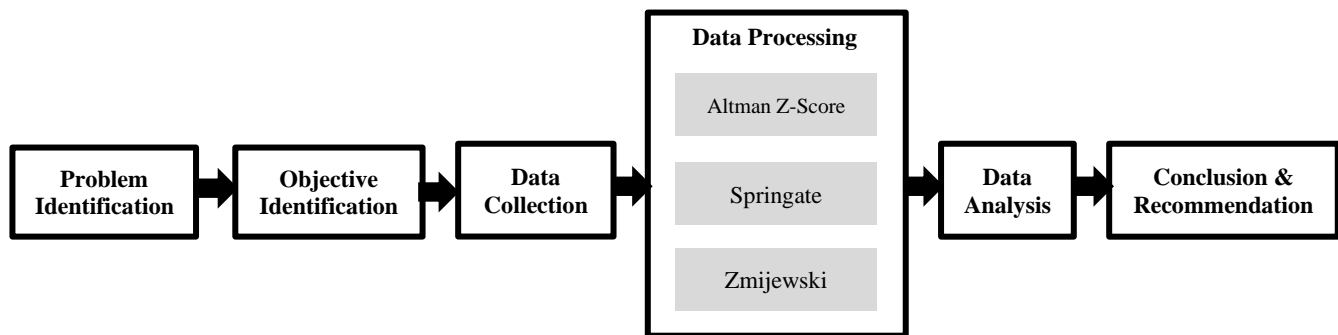 Problem
Identification
Objective
Identification
Data
Collection
Data Processing
Altman Z-Score
Springate
Zmijewski
Data
Analysis
Conclusion &
Recommendation